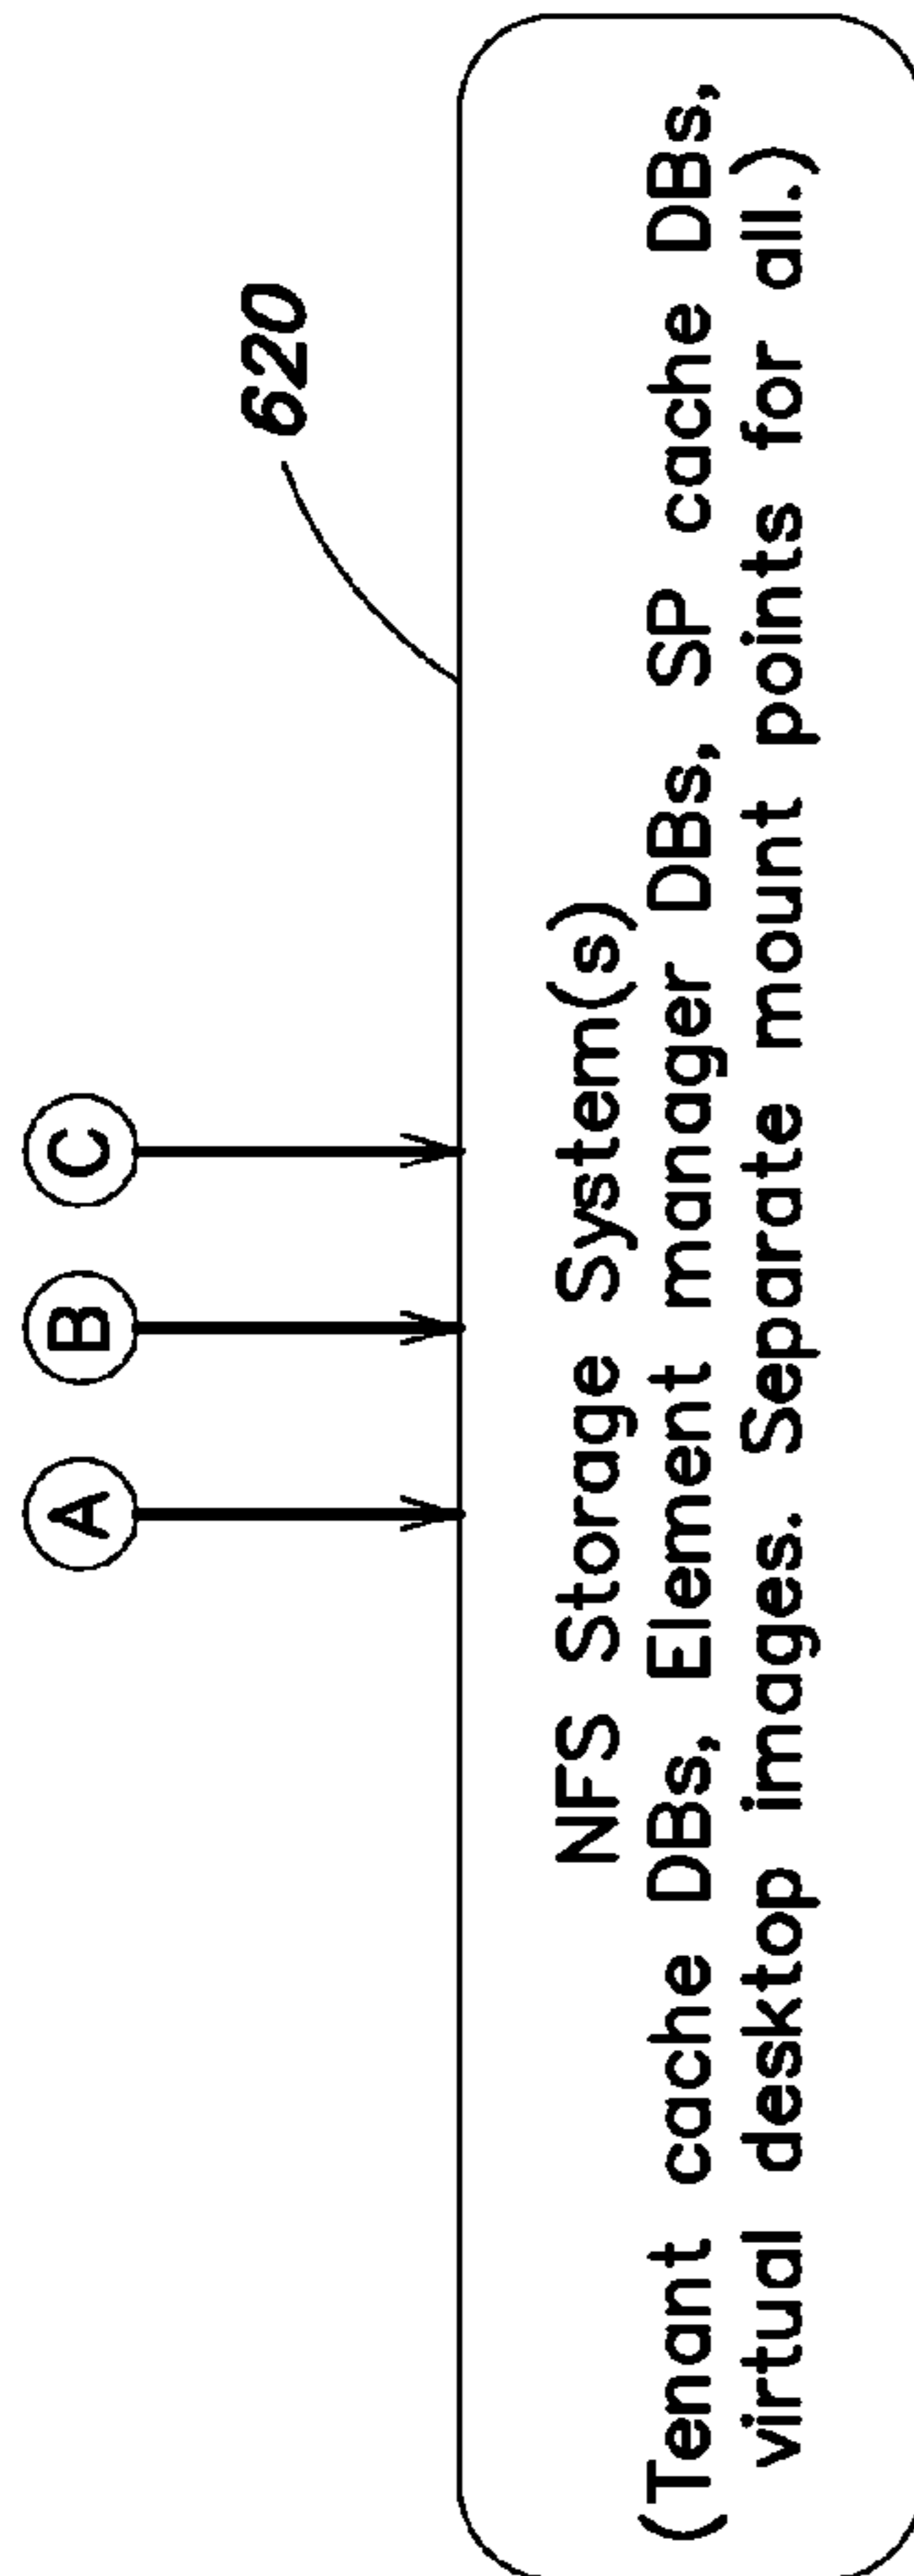 A B C
620
NFS Storage System(s)
(Tenant cache DBs, Element manager DBs, SP cache DBs,
virtual desktop images. Separate mount points for all.)